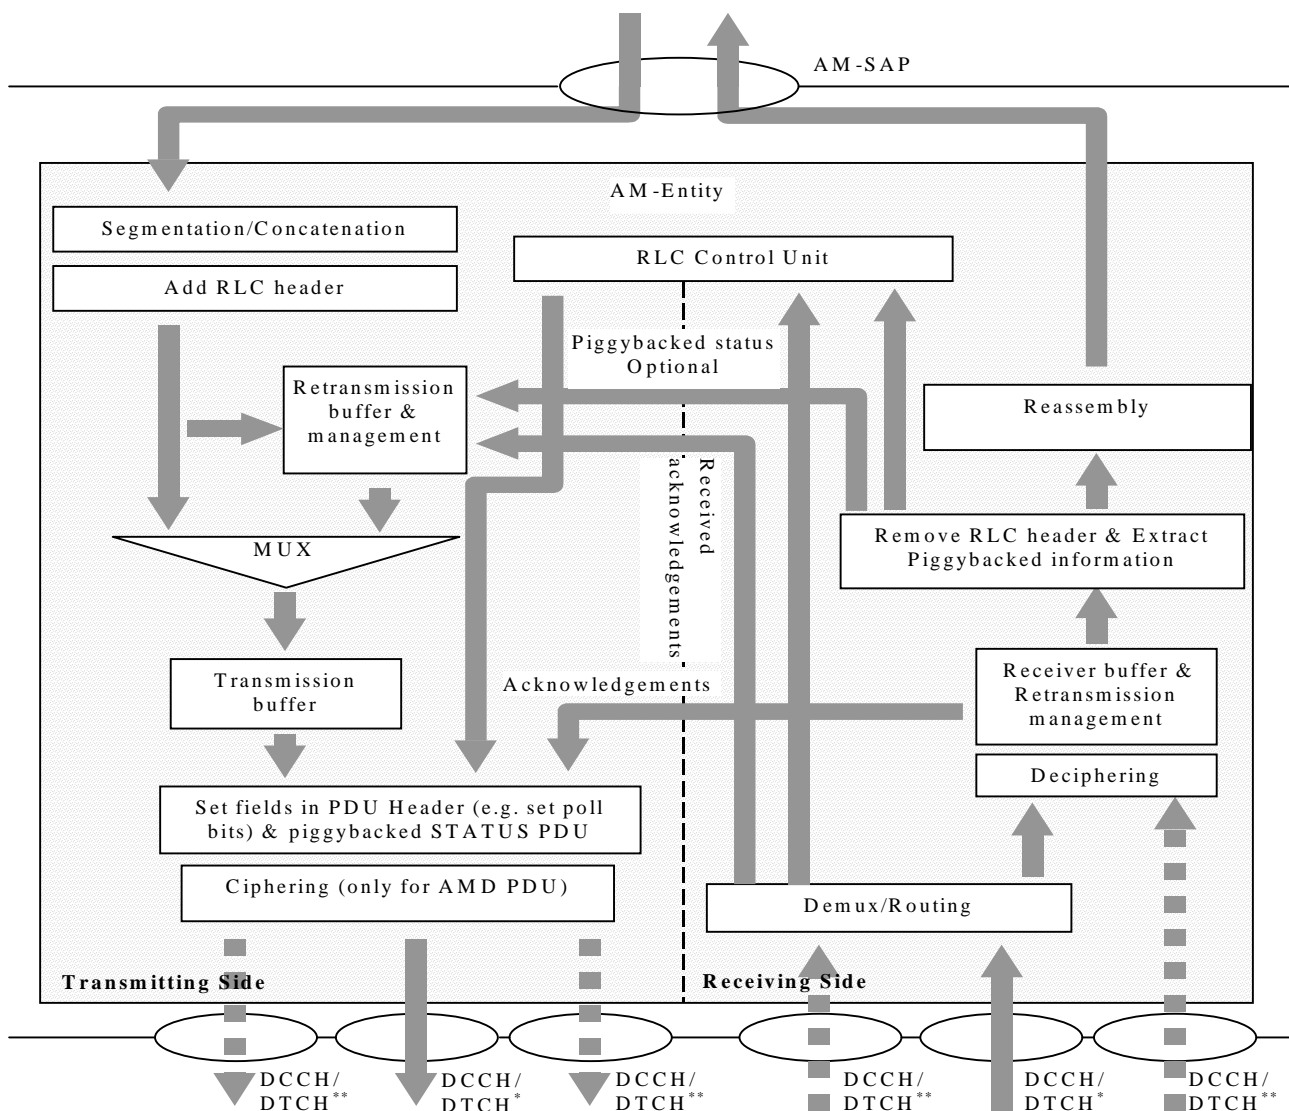 AM-SAP
AM-Entity
Segmentation/Concatenation
RLC Control Unit
Add RLC header
Piggybacked status
Optional
Retransmission
buffer &
management
Reassembly
Received
acknowledgements
Remove RLC header & Extract
Piggybacked information
MUX
Transmission
buffer
Acknowledgements
Receiver buffer &
Retransmission
management
Deciphering
Set fields in PDU Header (e.g. set poll
bits) & piggybacked STATUS PDU
Ciphering (only for AMD PDU)
Demux/Routing
Transmitting Side
Receiving Side
DCCH/
DTCH**
DCCH/
DTCH*
DCCH/
DTCH**
DCCH/
DTCH**
DCCH/
DTCH*
DCCH/
DTCH**